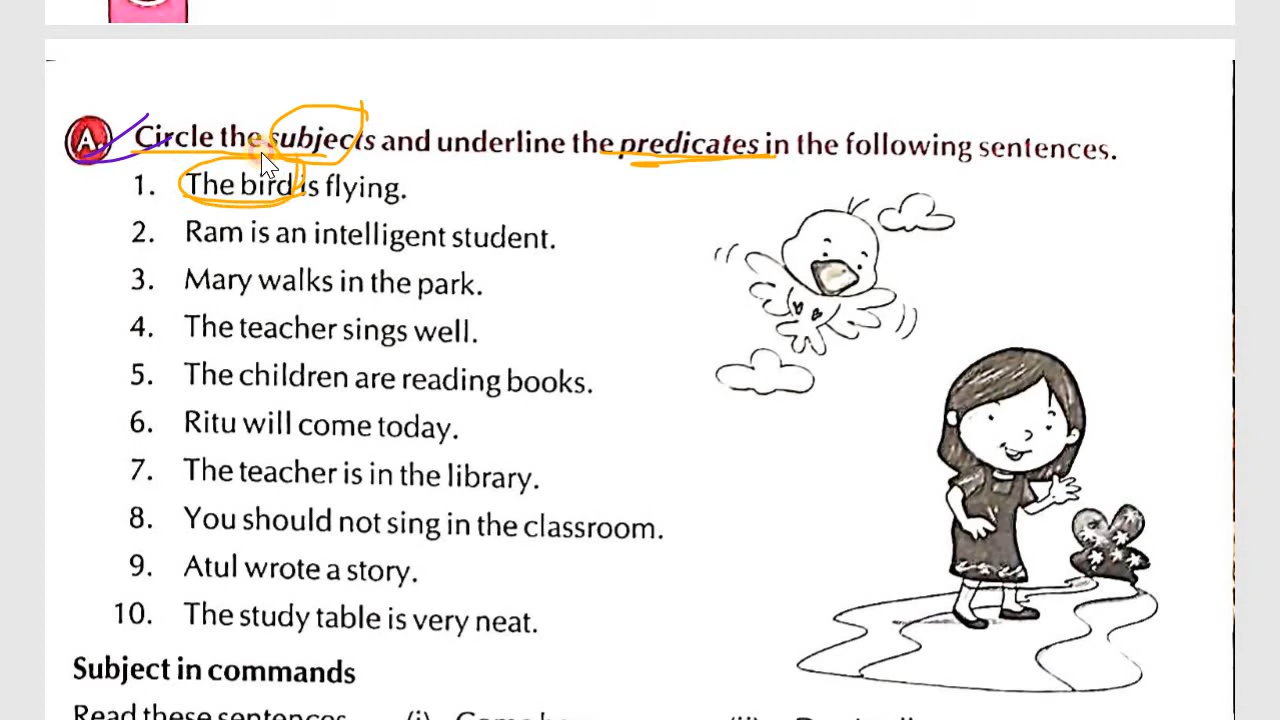 A. Circle the subjects and underline the predicates in the following sentences.
1. The bird is flying.
2. Ram is an intelligent student.
3. Mary walks in the park.
4. The teacher sings well.
5. The children are reading books.
6. Ritu will come today.
7. The teacher is in the library.
8. You should not sing in the classroom.
9. Atul wrote a story.
10. The study table is very neat.
Subject in commands
Read these sentences (i)